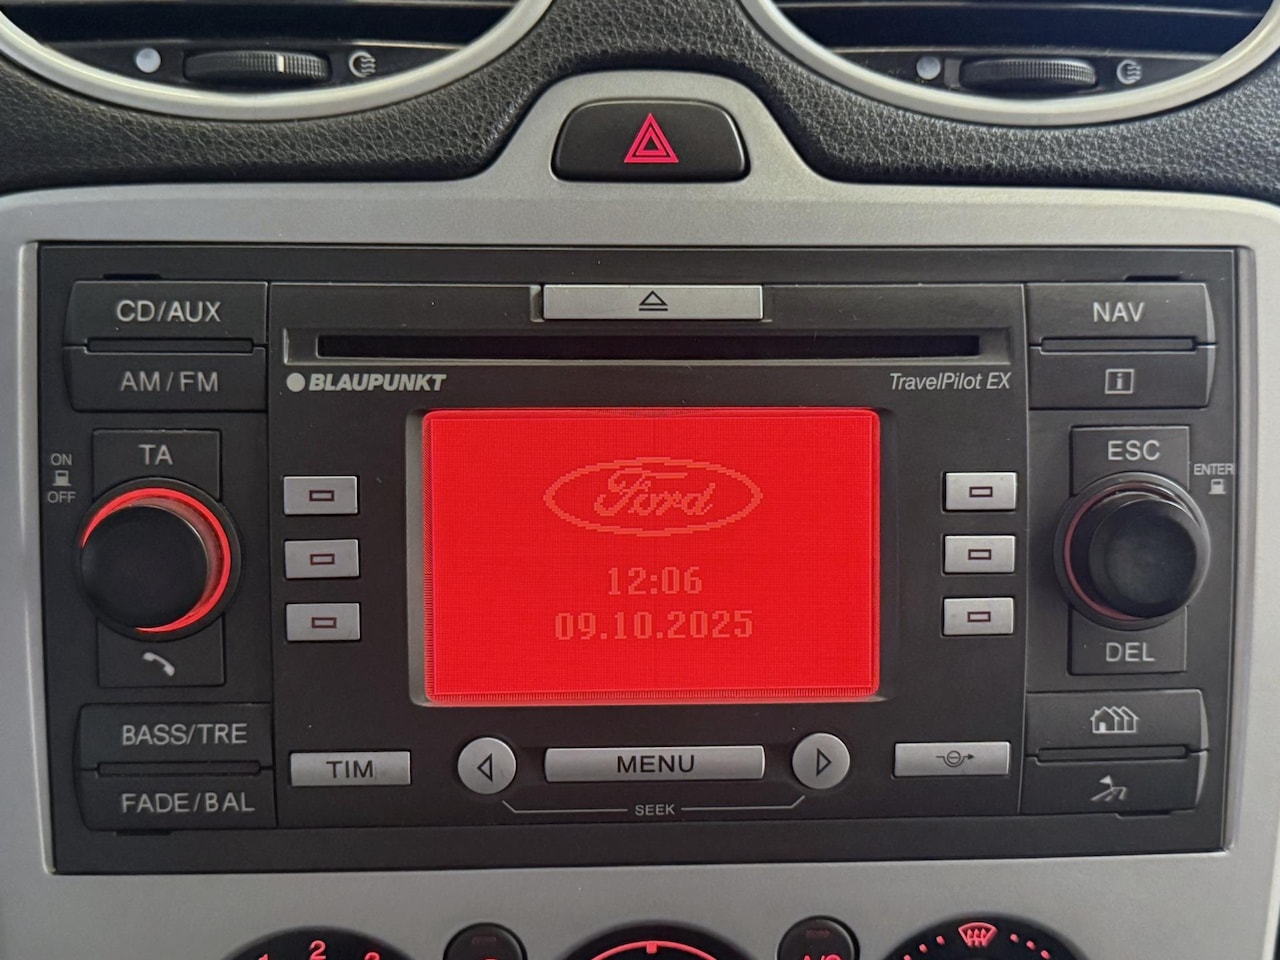 CD/AUX
NAV
AM/FM
BLAUPUNKT
TravelPilot EX
i
ON
OFF
TA
ESC
ENTER
Ford
12:06
09.10.2025
DEL
BASS/TRE
TIM
MENU
FADE/BAL
SEEK
2